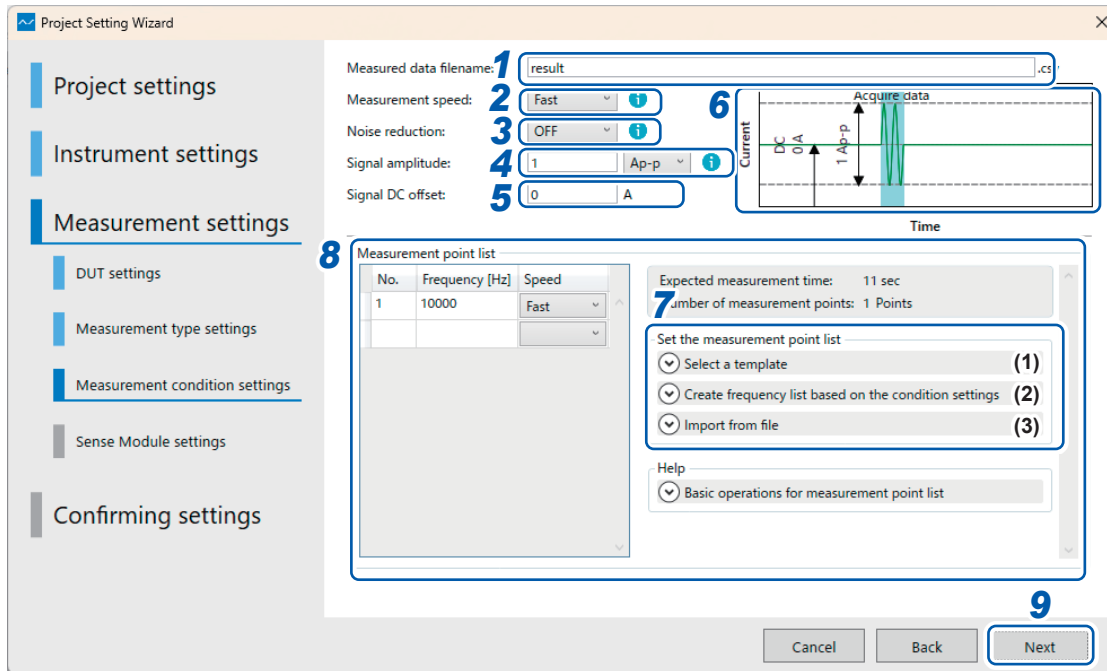 Project Setting Wizard
Project settings
Instrument settings
Measurement settings
DUT settings
Measurement type settings
Measurement condition settings
Sense Module settings
Confirming settings
Measured data filename: 1 result .cs
Measurement speed: 2 Fast
Noise reduction: 3 OFF
Signal amplitude: 4 1 Ap-p
Signal DC offset: 5 0 A
6
Acquire data
Current
DC
0 A
1 Ap-p
Time
8
Measurement point list
No. Frequency [Hz] Speed
1 10000 Fast
Expected measurement time: 11 sec
umber of measurement points: 1 Points
7
Set the measurement point list
Select a template (1)
Create frequency list based on the condition settings (2)
Import from file (3)
Help
Basic operations for measurement point list
9
Cancel Back Next